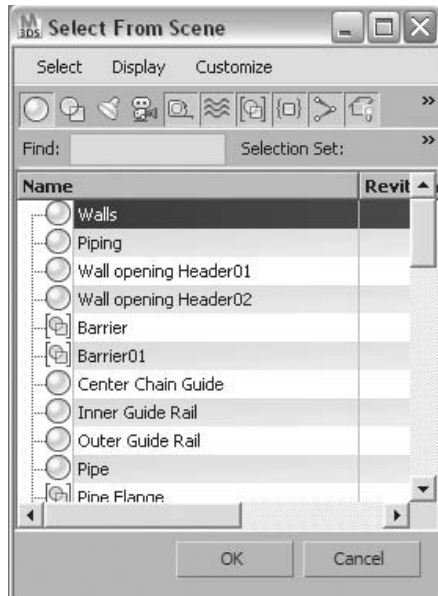 3DS Select From Scene
Select Display Customize
Find: Selection Set:
Name Revit
Walls
Piping
Wall opening Header01
Wall opening Header02
Barrier
Barrier01
Center Chain Guide
Inner Guide Rail
Outer Guide Rail
Pipe
Pipe Flange
OK Cancel